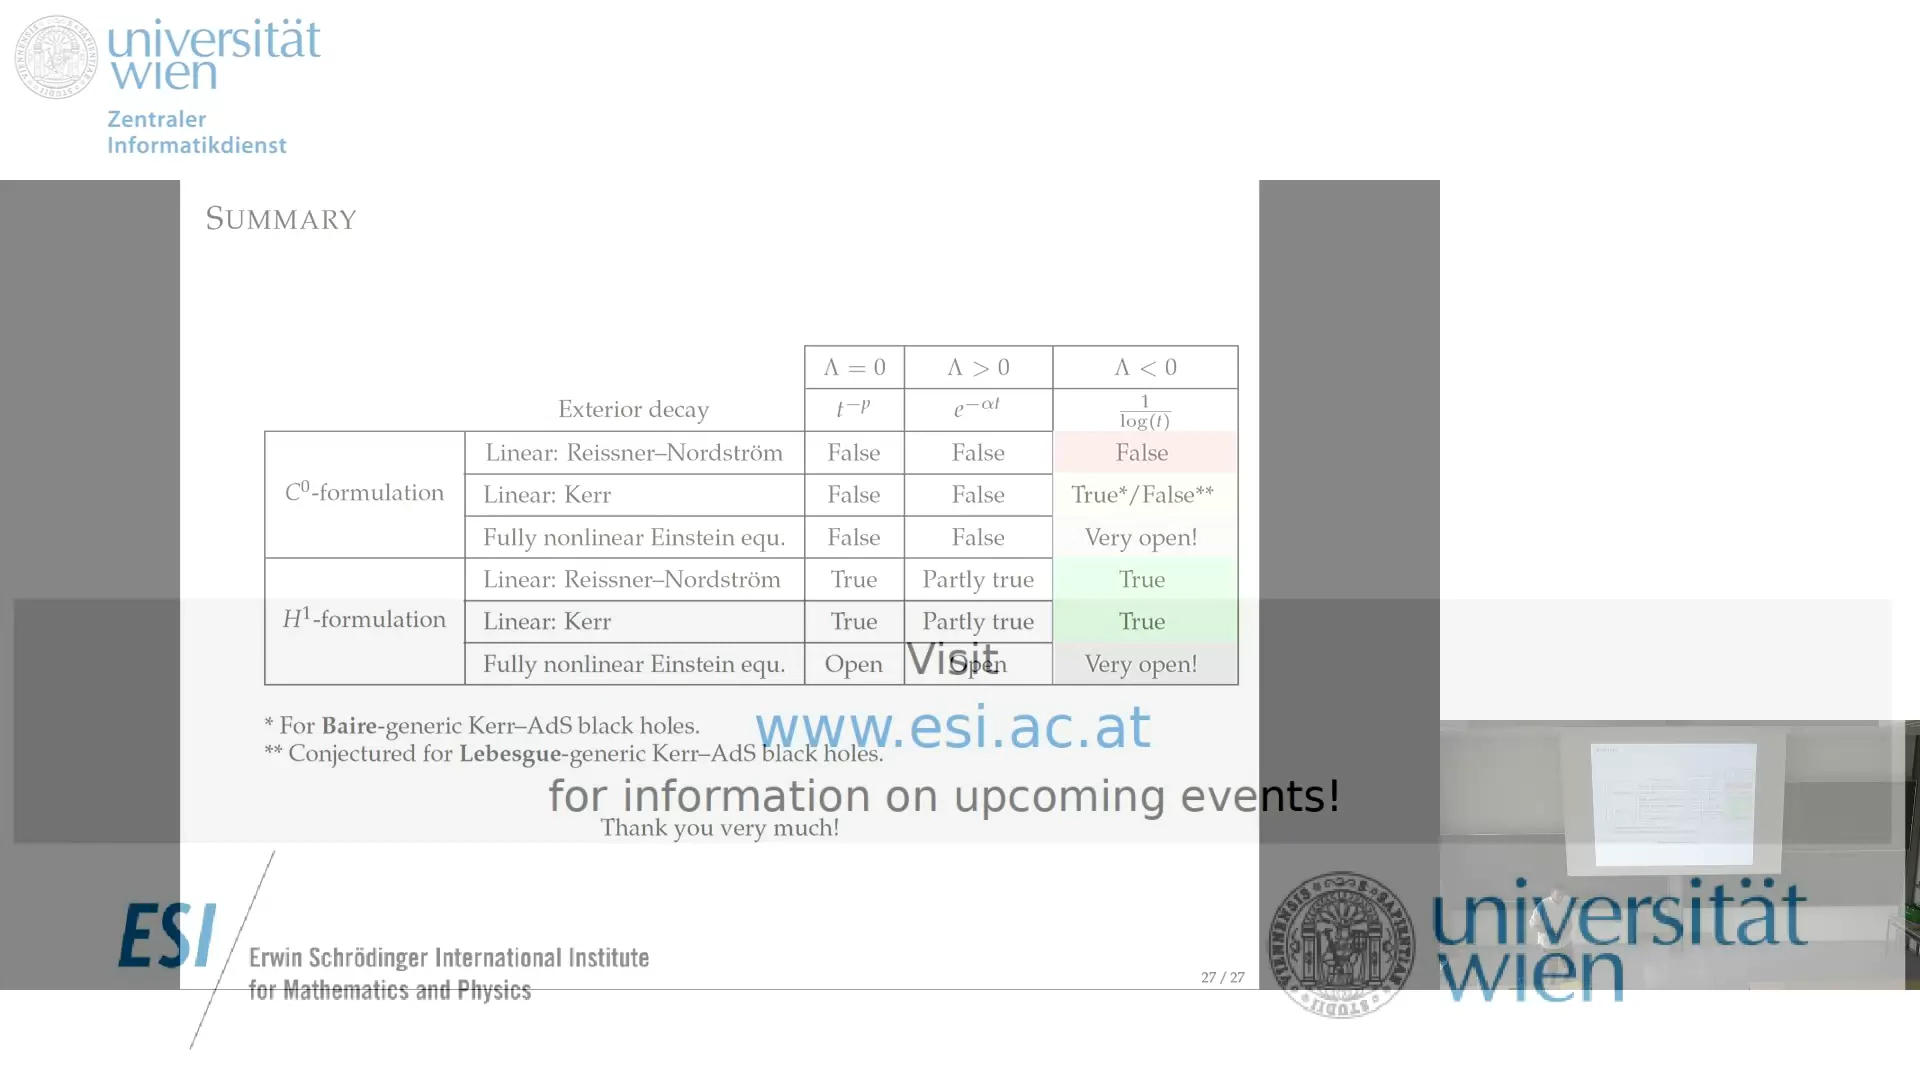 universität
wien
Zentraler
Informatikdienst
SUMMARY
Λ = 0 Λ > 0 Λ < 0
Exterior decay t⁻ᵖ e^{−αt} 1/log(t)
C⁰-formulation
Linear: Reissner–Nordström False False False
Linear: Kerr False False True*/False**
Fully nonlinear Einstein equ. False False Very open!
H¹-formulation
Linear: Reissner–Nordström True Partly true True
Linear: Kerr True Partly true True
Fully nonlinear Einstein equ. Open Open Very open!
* For Baire-generic Kerr–AdS black holes.
** Conjectured for Lebesgue-generic Kerr–AdS black holes.
Visit
www.esi.ac.at
for information on upcoming events!
Thank you very much!
27 / 27
ESI
Erwin Schrödinger International Institute
for Mathematics and Physics
universität
wien